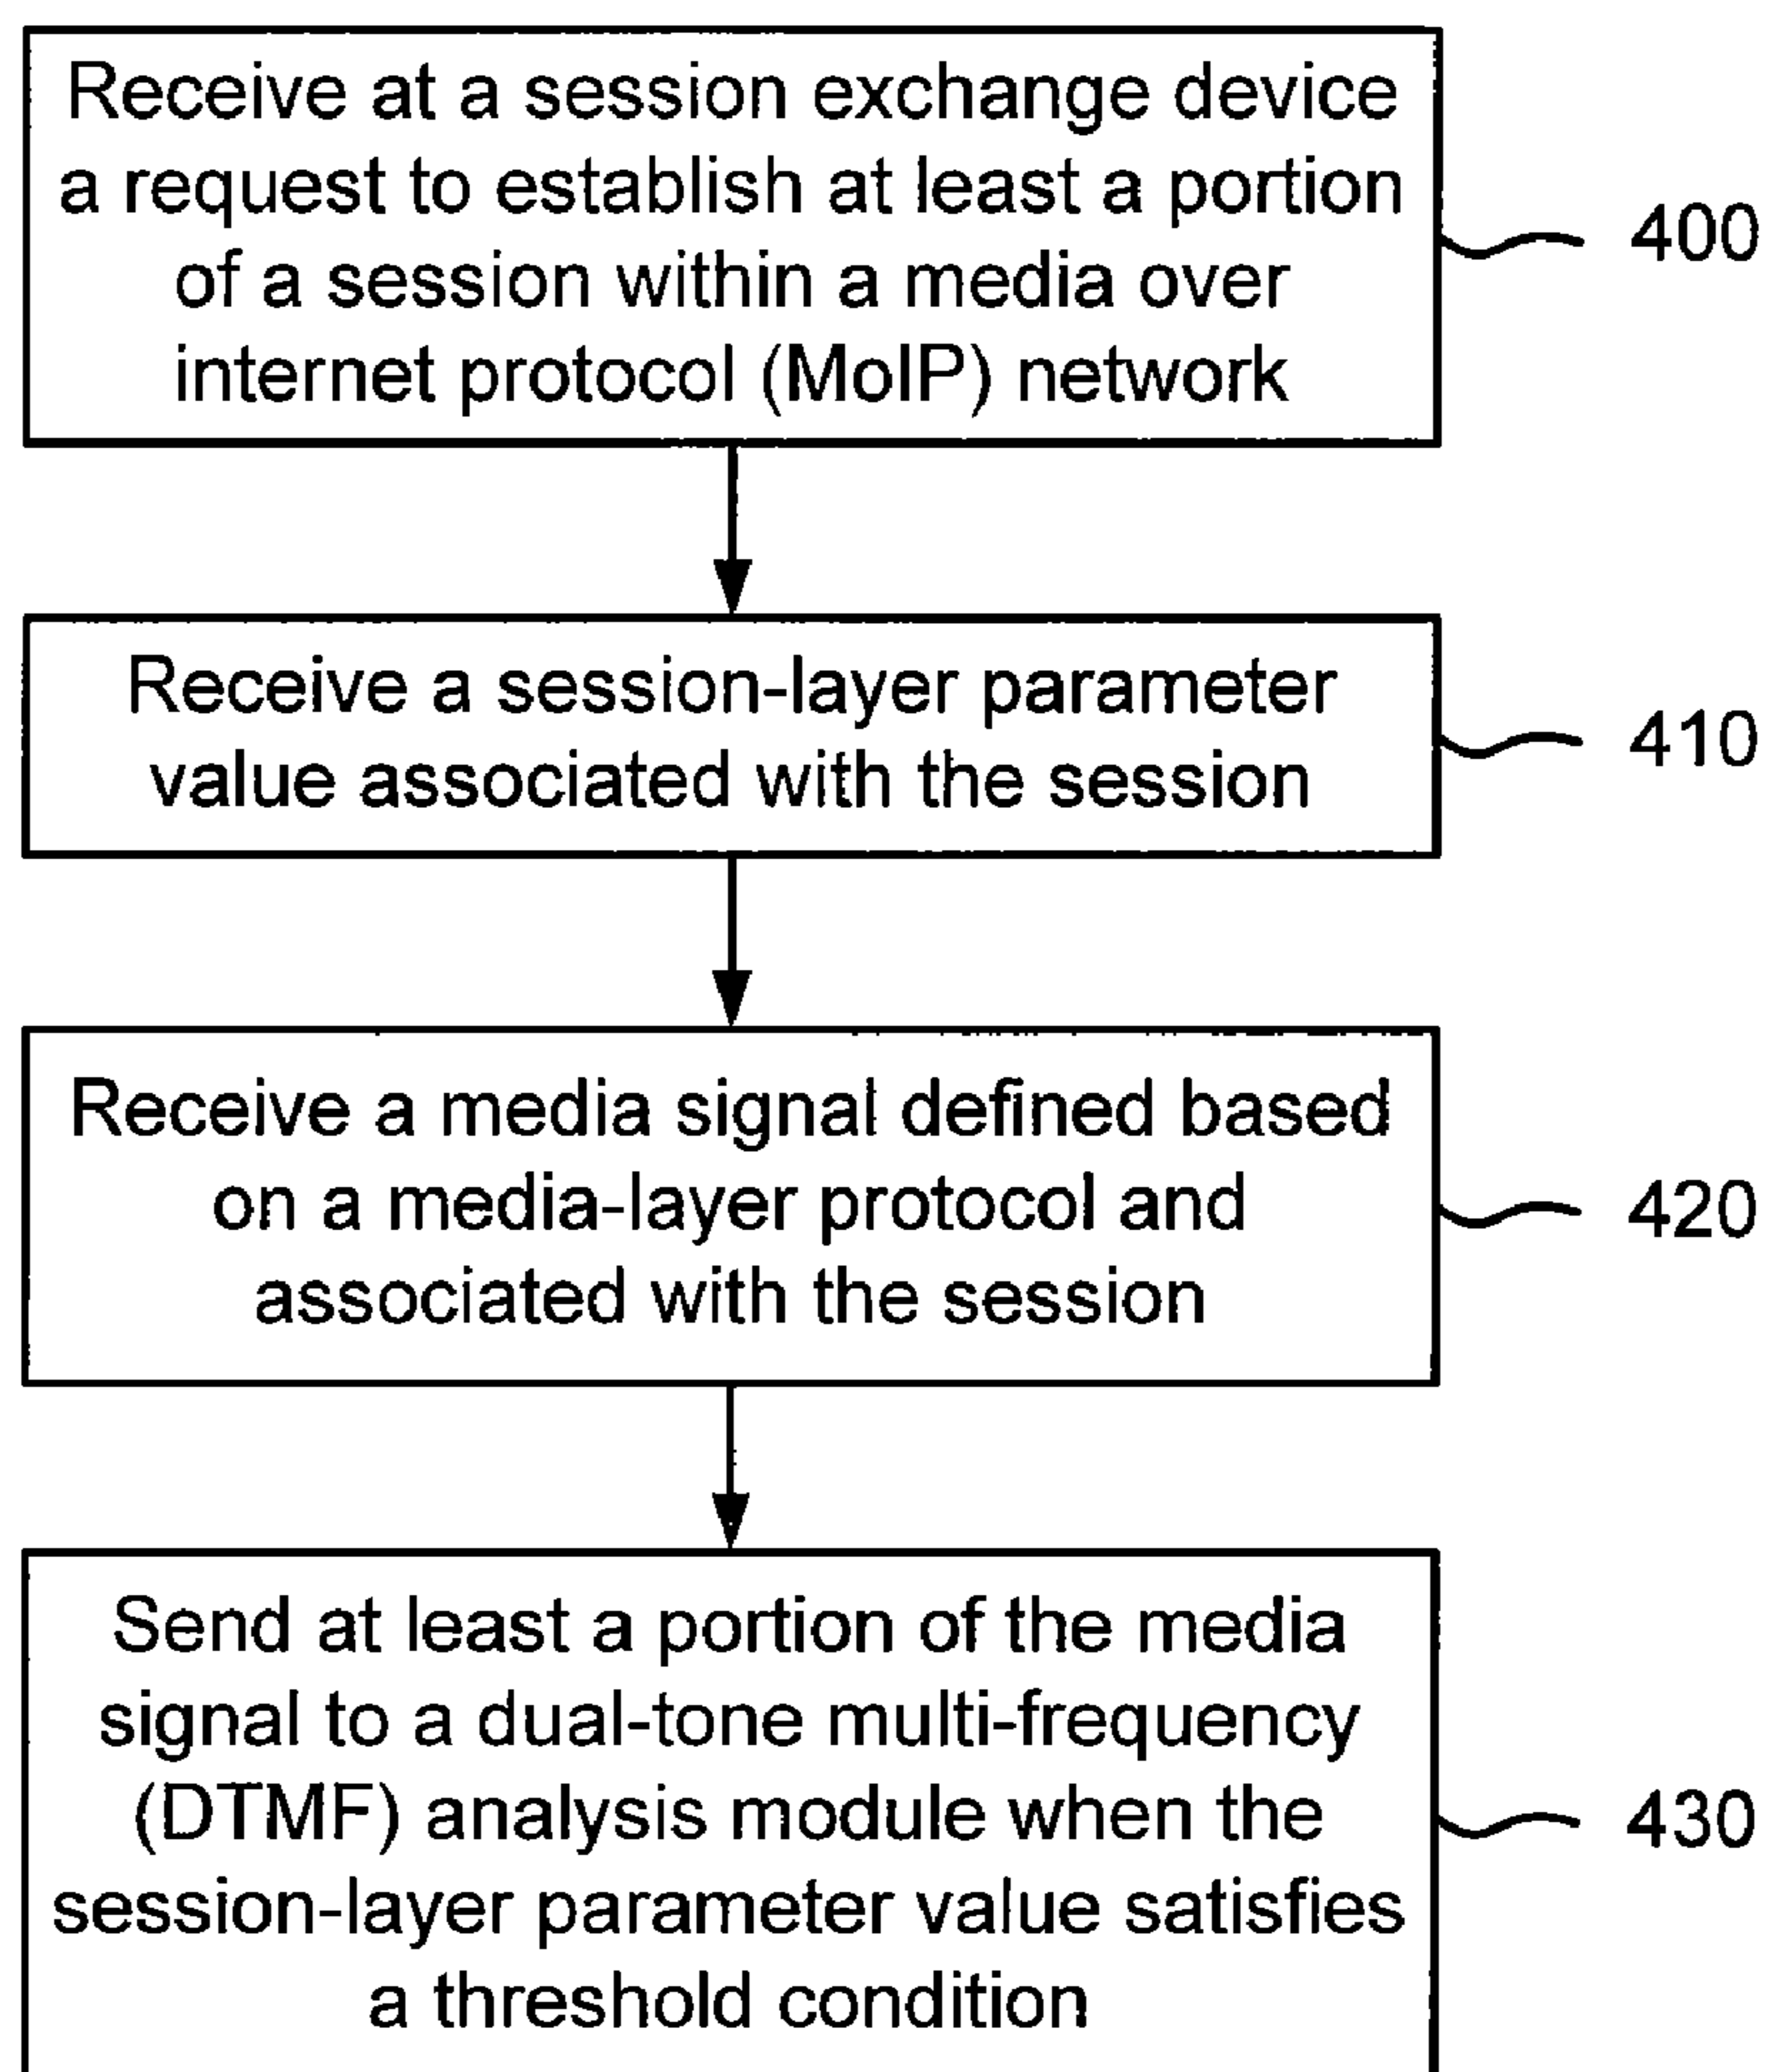 Receive at a session exchange device
a request to establish at least a portion
of a session within a media over
internet protocol (MoIP) network
400
Receive a session-layer parameter
value associated with the session
410
Receive a media signal defined based
on a media-layer protocol and
associated with the session
420
Send at least a portion of the media
signal to a dual-tone multi-frequency
(DTMF) analysis module when the
session-layer parameter value satisfies
a threshold condition
430